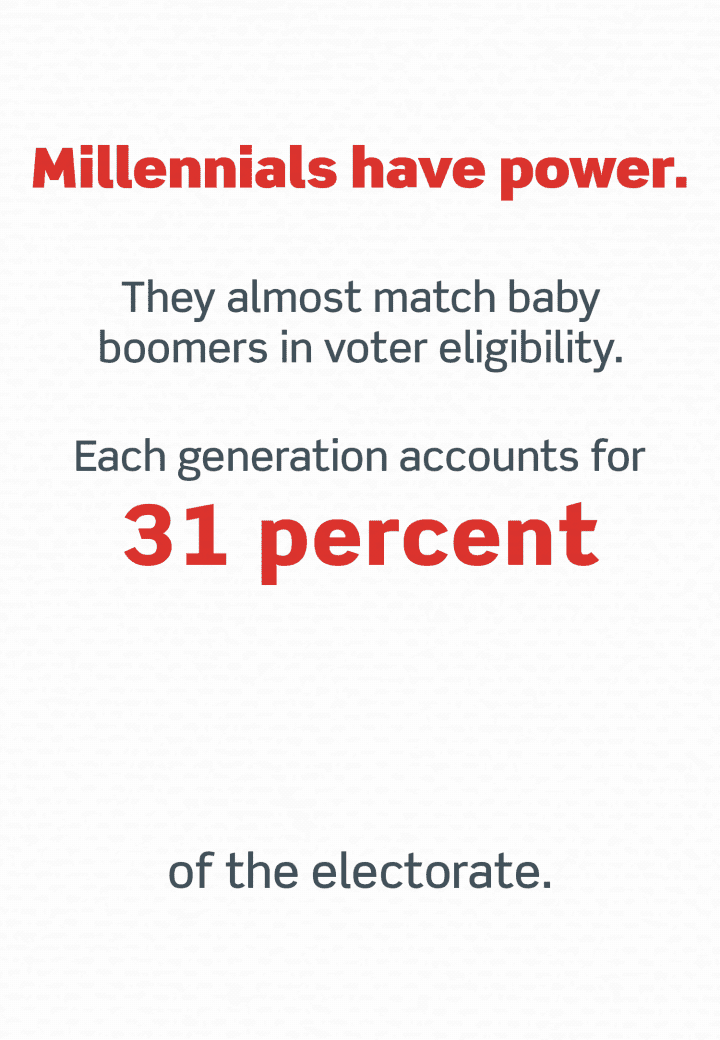 Millennials have power.
They almost match baby
boomers in voter eligibility.
Each generation accounts for
31 percent
of the electorate.